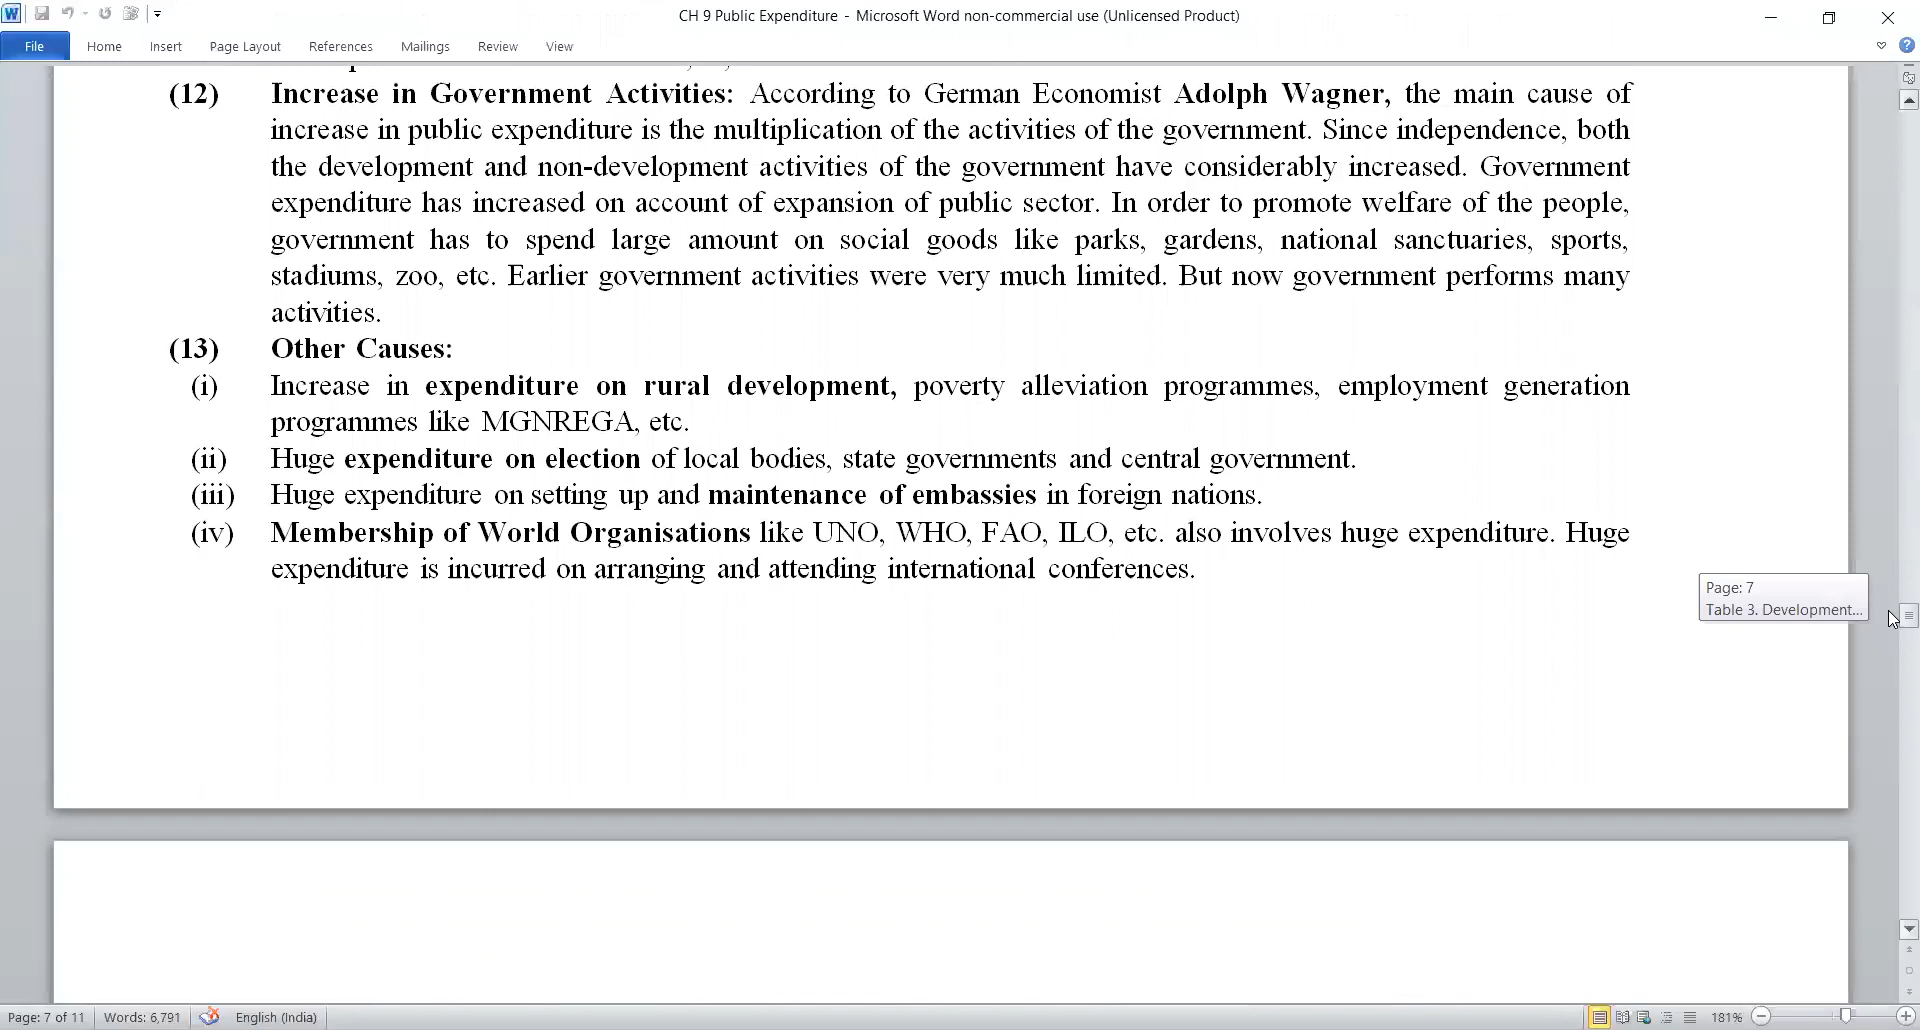 CH 9 Public Expenditure - Microsoft Word non-commercial use (Unlicensed Product)
File Home Insert Page Layout References Mailings Review View
(12) Increase in Government Activities: According to German Economist Adolph Wagner, the main cause of
increase in public expenditure is the multiplication of the activities of the government. Since independence, both
the development and non-development activities of the government have considerably increased. Government
expenditure has increased on account of expansion of public sector. In order to promote welfare of the people,
government has to spend large amount on social goods like parks, gardens, national sanctuaries, sports,
stadiums, zoo, etc. Earlier government activities were very much limited. But now government performs many
activities.
(13) Other Causes:
(i) Increase in expenditure on rural development, poverty alleviation programmes, employment generation
programmes like MGNREGA, etc.
(ii) Huge expenditure on election of local bodies, state governments and central government.
(iii) Huge expenditure on setting up and maintenance of embassies in foreign nations.
(iv) Membership of World Organisations like UNO, WHO, FAO, ILO, etc. also involves huge expenditure. Huge
expenditure is incurred on arranging and attending international conferences.
Page: 7
Table 3. Development...
Page: 7 of 11 Words: 6,791 English (India) 181%